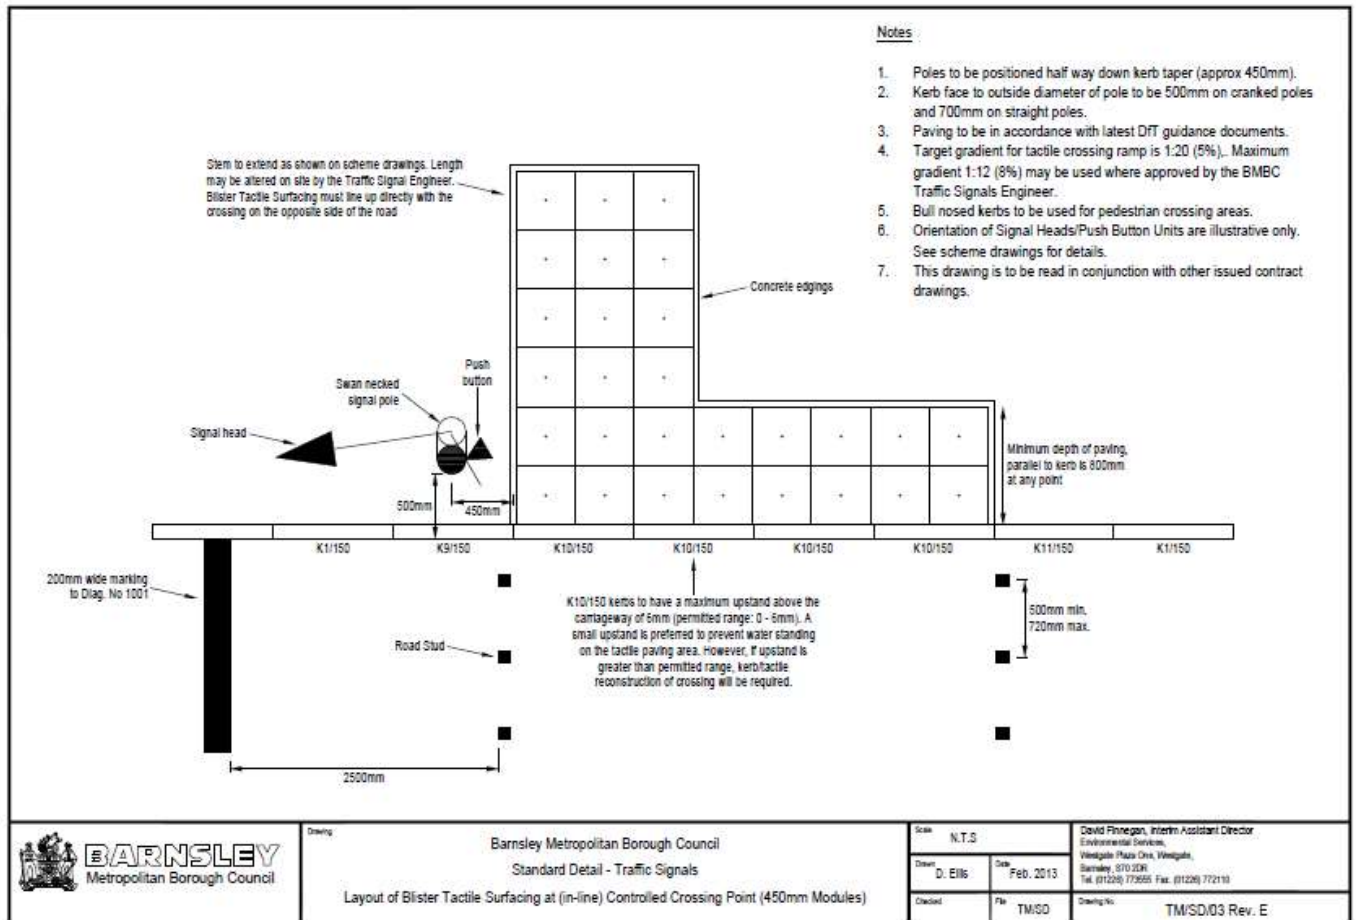 Notes
1. Poles to be positioned half way down kerb taper (approx 450mm).
2. Kerb face to outside diameter of pole to be 500mm on cranked poles
and 700mm on straight poles.
3. Paving to be in accordance with latest DfT guidance documents.
4. Target gradient for tactile crossing ramp is 1:20 (5%),. Maximum
gradient 1:12 (8%) may be used where approved by the BMBC
Traffic Signals Engineer.
5. Bull nosed kerbs to be used for pedestrian crossing areas.
6. Orientation of Signal Heads/Push Button Units are illustrative only.
See scheme drawings for details.
7. This drawing is to be read in conjunction with other issued contract
drawings.
Stem to extend as shown on scheme drawings. Length
may be altered on site by the Traffic Signal Engineer.
Blister Tactile Surfacing must line up directly with the
crossing on the opposite side of the road
Concrete edgings
Push
button
Swan necked
signal pole
Signal head
Minimum depth of paving,
parallel to kerb is 800mm
at any point
500mm
450mm
K1/150
K9/150
K10/150
K10/150
K10/150
K10/150
K11/150
K1/150
200mm wide marking
to Diag. No 1001
K10/150 kerbs to have a maximum upstand above the
carriageway of 6mm (permitted range: 0 - 6mm). A
small upstand is preferred to prevent water standing
on the tactile paving area. However, if upstand is
greater than permitted range, kerb/tactile
reconstruction of crossing will be required.
500mm min.
720mm max.
Road Stud
2500mm
BARNSLEY
Metropolitan Borough Council
Drawing
Barnsley Metropolitan Borough Council
Standard Detail - Traffic Signals
Layout of Blister Tactile Surfacing at (in-line) Controlled Crossing Point (450mm Modules)
Scale
N.T.S
Drawn
D. Ellis
Date
Feb. 2013
Checked
File
TM/SD
David Finnegan, Interim Assistant Director
Environmental Services,
Westgate Plaza One, Westgate,
Barnsley, S70 2DR
Tel. (01226) 773555 Fax. (01226) 772110
Drawing No.
TM/SD/03 Rev. E